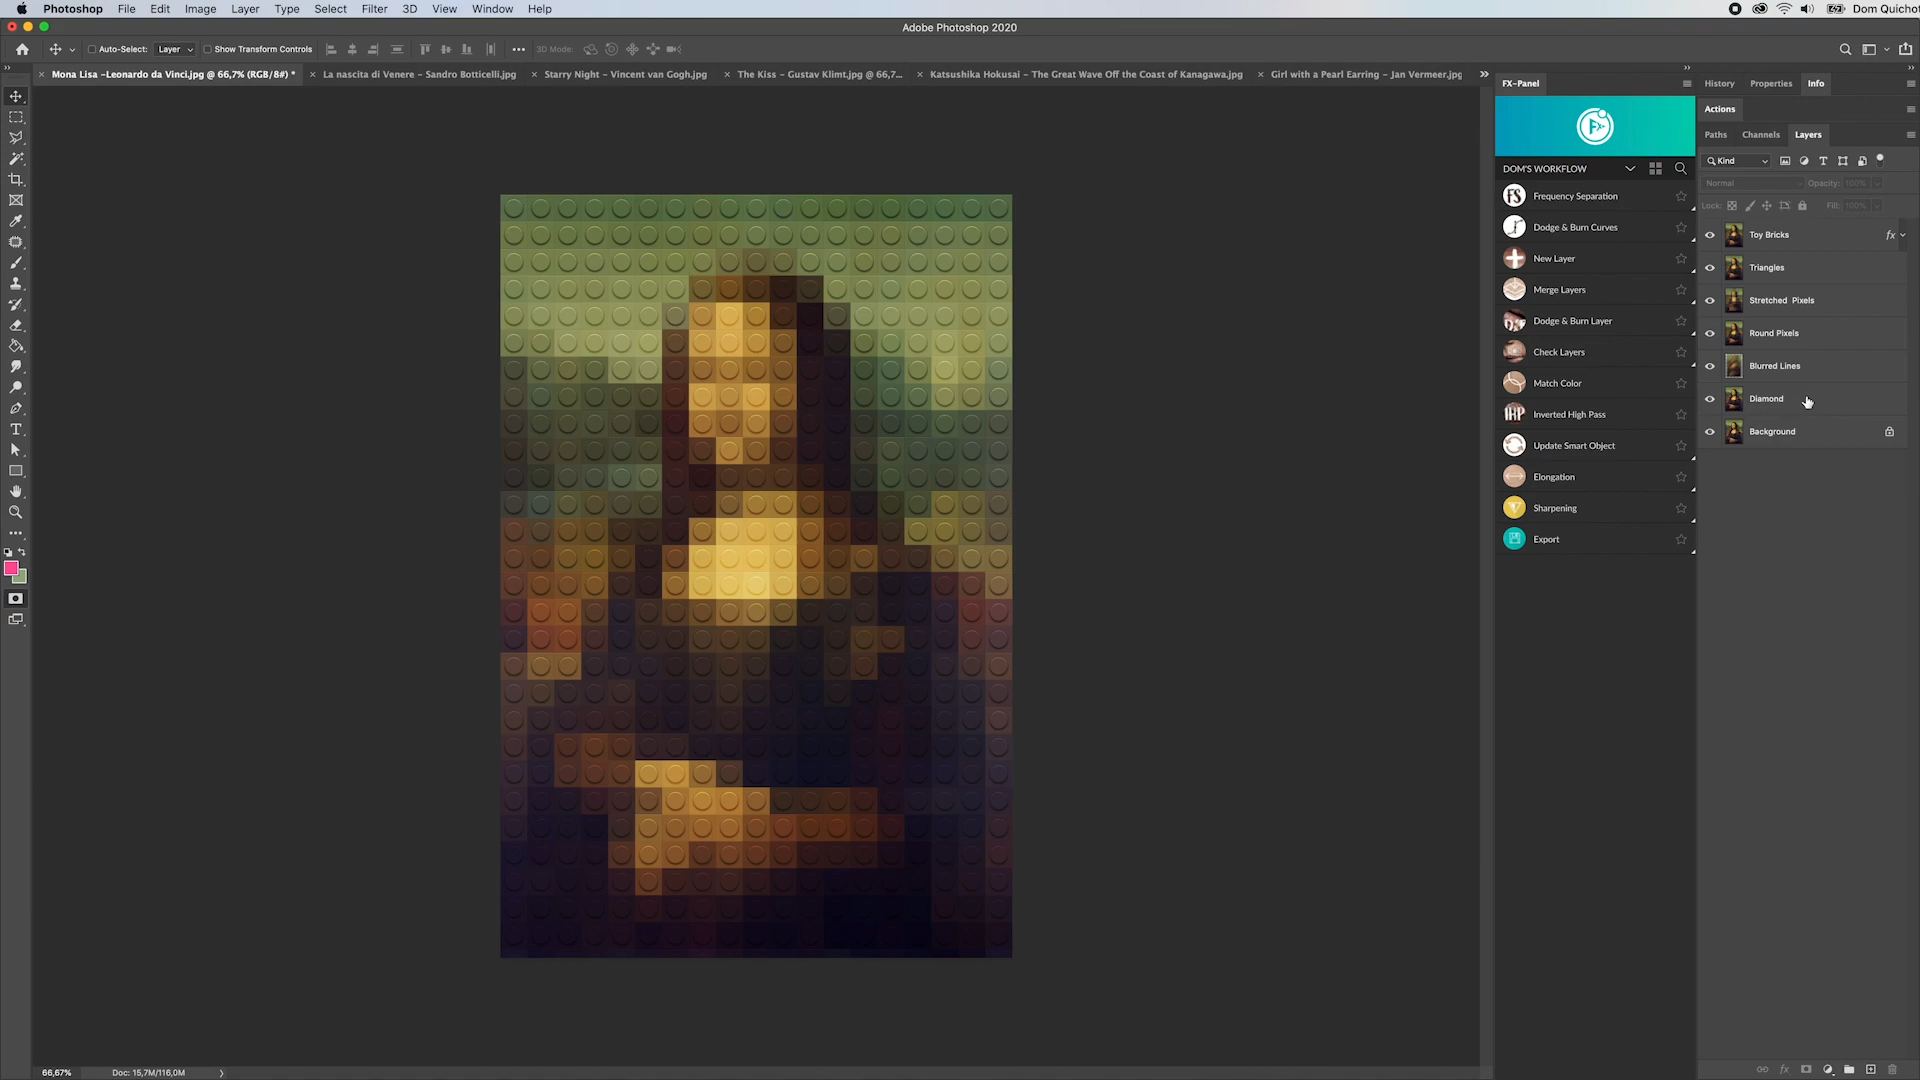 Photoshop File Edit Image Layer Type Select Filter 3D View Window Help
Dom Quichot
Adobe Photoshop 2020
Auto-Select: Layer Show Transform Controls 3D Mode:
Mona Lisa –Leonardo da Vinci.jpg @ 66,7% (RGB/8#) * La nascita di Venere – Sandro Botticelli.jpg Starry Night – Vincent van Gogh.jpg The Kiss – Gustav Klimt.jpg @ 66,7... Katsushika Hokusai – The Great Wave Off the Coast of Kanagawa.jpg Girl with a Pearl Earring – Jan Vermeer.jpg
FX-Panel
DOM'S WORKFLOW
FS Frequency Separation
Dodge & Burn Curves
New Layer
Merge Layers
Dodge & Burn Layer
Check Layers
Match Color
IHP Inverted High Pass
Update Smart Object
Elongation
Sharpening
Export
History Properties Info
Actions
Paths Channels Layers
Kind
Normal Opacity: 100%
Lock: Fill: 100%
Toy Bricks fx
Triangles
Stretched Pixels
Round Pixels
Blurred Lines
Diamond
Background
66,67% Doc: 15,7M/116,0M
fx